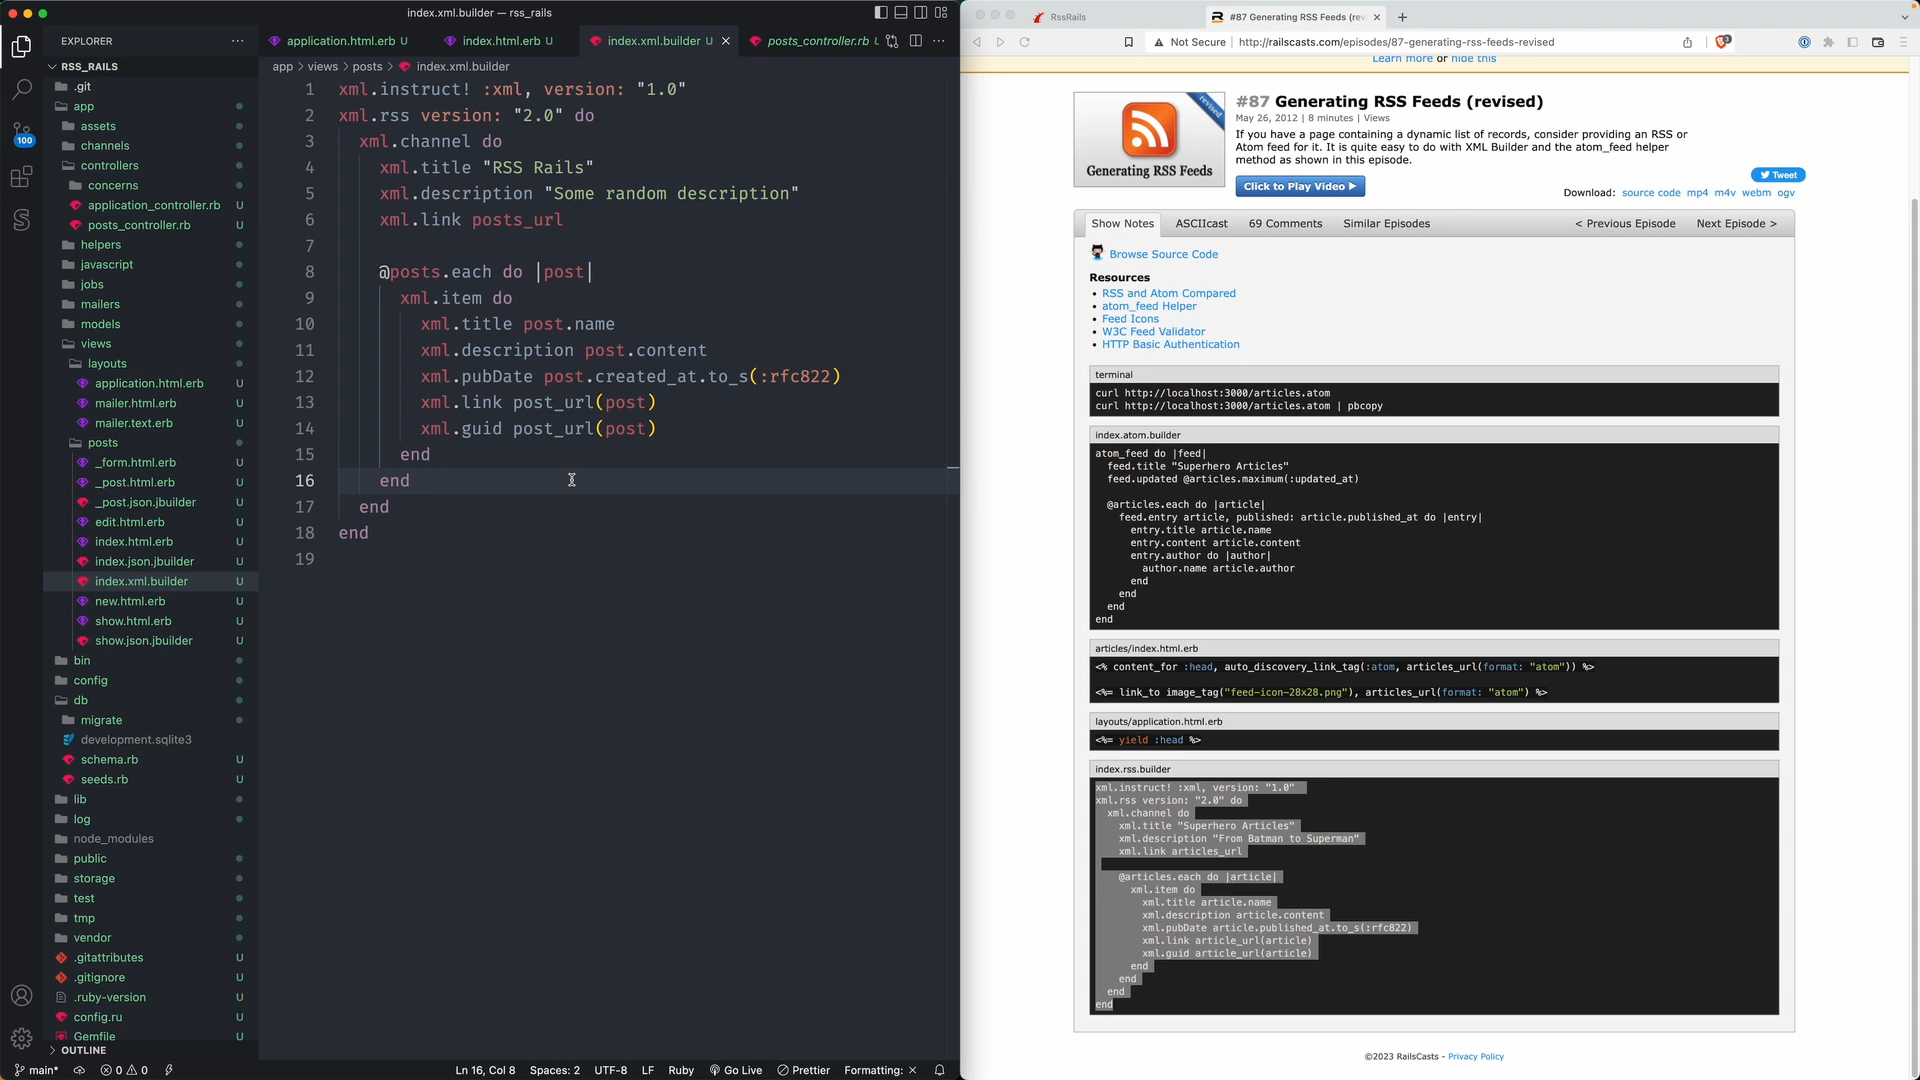 index.xml.builder — rss_rails
EXPLORER
RSS_RAILS
.git
app
assets
channels
controllers
concerns
application_controller.rb U
posts_controller.rb U
helpers
javascript
jobs
mailers
models
views
layouts
application.html.erb U
mailer.html.erb U
mailer.text.erb U
posts
_form.html.erb U
_post.html.erb U
_post.json.jbuilder U
edit.html.erb U
index.html.erb U
index.json.jbuilder U
index.xml.builder U
new.html.erb U
show.html.erb U
show.json.jbuilder U
bin
config
db
migrate
development.sqlite3
schema.rb U
seeds.rb U
lib
log
node_modules
public
storage
test
tmp
vendor
.gitattributes U
.gitignore U
.ruby-version U
config.ru U
Gemfile U
OUTLINE
100
application.html.erb U
index.html.erb U
index.xml.builder U
posts_controller.rb
app > views > posts > index.xml.builder
1 xml.instruct! :xml, version: "1.0"
2 xml.rss version: "2.0" do
3 xml.channel do
4 xml.title "RSS Rails"
5 xml.description "Some random description"
6 xml.link posts_url
7
8 @posts.each do |post|
9 xml.item do
10 xml.title post.name
11 xml.description post.content
12 xml.pubDate post.created_at.to_s(:rfc822)
13 xml.link post_url(post)
14 xml.guid post_url(post)
15 end
16 end
17 end
18 end
19
main* 0 0 Ln 16, Col 8 Spaces: 2 UTF-8 LF Ruby Go Live Prettier Formatting: ×
RssRails
#87 Generating RSS Feeds (rev
Not Secure http://railscasts.com/episodes/87-generating-rss-feeds-revised
3
Learn more or hide this
revised
Generating RSS Feeds
#87 Generating RSS Feeds (revised)
May 26, 2012 | 8 minutes | Views
If you have a page containing a dynamic list of records, consider providing an RSS or
Atom feed for it. It is quite easy to do with XML Builder and the atom_feed helper
method as shown in this episode.
Click to Play Video
Tweet
Download: source code mp4 m4v webm ogv
Show Notes ASCIIcast 69 Comments Similar Episodes < Previous Episode Next Episode >
Browse Source Code
Resources
• RSS and Atom Compared
• atom_feed Helper
• Feed Icons
• W3C Feed Validator
• HTTP Basic Authentication
terminal
curl http://localhost:3000/articles.atom
curl http://localhost:3000/articles.atom | pbcopy
index.atom.builder
atom_feed do |feed|
feed.title "Superhero Articles"
feed.updated @articles.maximum(:updated_at)
@articles.each do |article|
feed.entry article, published: article.published_at do |entry|
entry.title article.name
entry.content article.content
entry.author do |author|
author.name article.author
end
end
end
end
articles/index.html.erb
<% content_for :head, auto_discovery_link_tag(:atom, articles_url(format: "atom")) %>
<%= link_to image_tag("feed-icon-28x28.png"), articles_url(format: "atom") %>
layouts/application.html.erb
<%= yield :head %>
index.rss.builder
xml.instruct! :xml, version: "1.0"
xml.rss version: "2.0" do
xml.channel do
xml.title "Superhero Articles"
xml.description "From Batman to Superman"
xml.link articles_url
@articles.each do |article|
xml.item do
xml.title article.name
xml.description article.content
xml.pubDate article.published_at.to_s(:rfc822)
xml.link article_url(article)
xml.guid article_url(article)
end
end
end
end
©2023 RailsCasts - Privacy Policy